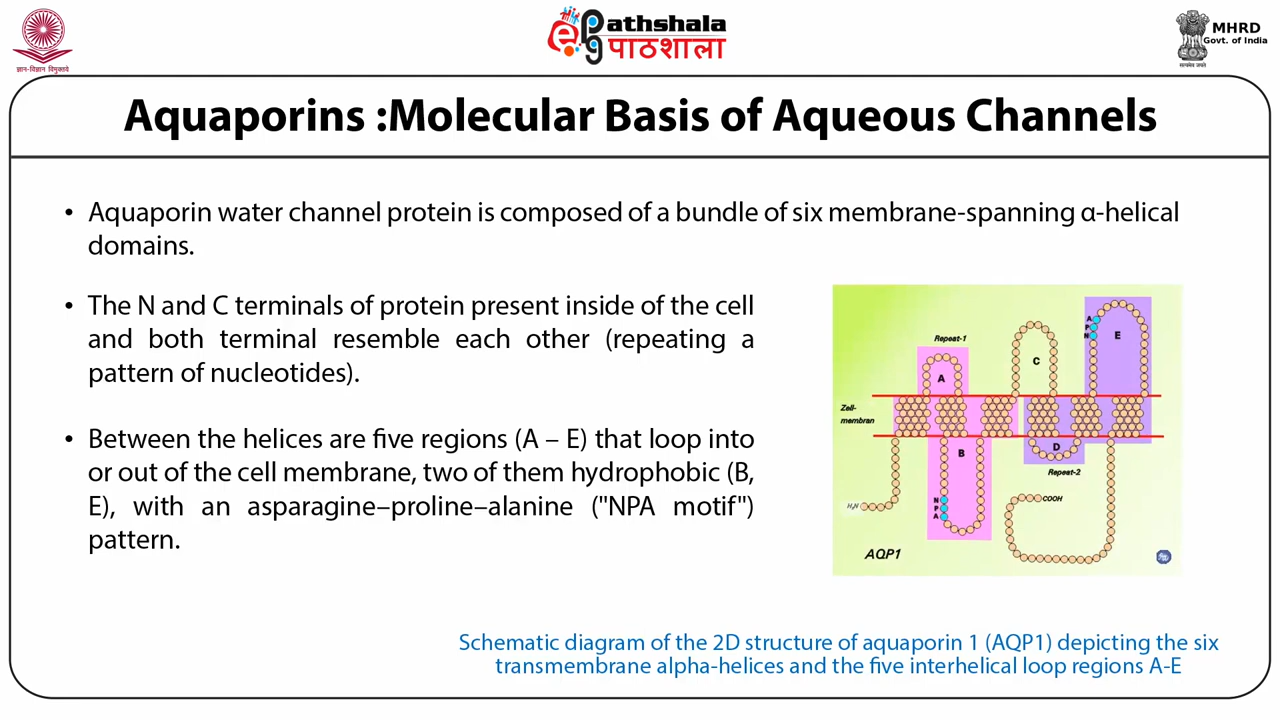 ज्ञान-विज्ञान विमुक्तये
ePathshala
पाठशाला
सत्यमेव जयते
MHRD
Govt. of India
Aquaporins :Molecular Basis of Aqueous Channels
• Aquaporin water channel protein is composed of a bundle of six membrane-spanning α-helical
domains.
• The N and C terminals of protein present inside of the cell
and both terminal resemble each other (repeating a
pattern of nucleotides).
• Between the helices are five regions (A – E) that loop into
or out of the cell membrane, two of them hydrophobic (B,
E), with an asparagine–proline–alanine ("NPA motif")
pattern.
Repeat-1
A
C
A
P
N
E
Zell-
membran
B
D
Repeat-2
N
P
A
H₂N
COOH
AQP1
Schematic diagram of the 2D structure of aquaporin 1 (AQP1) depicting the six
transmembrane alpha-helices and the five interhelical loop regions A-E